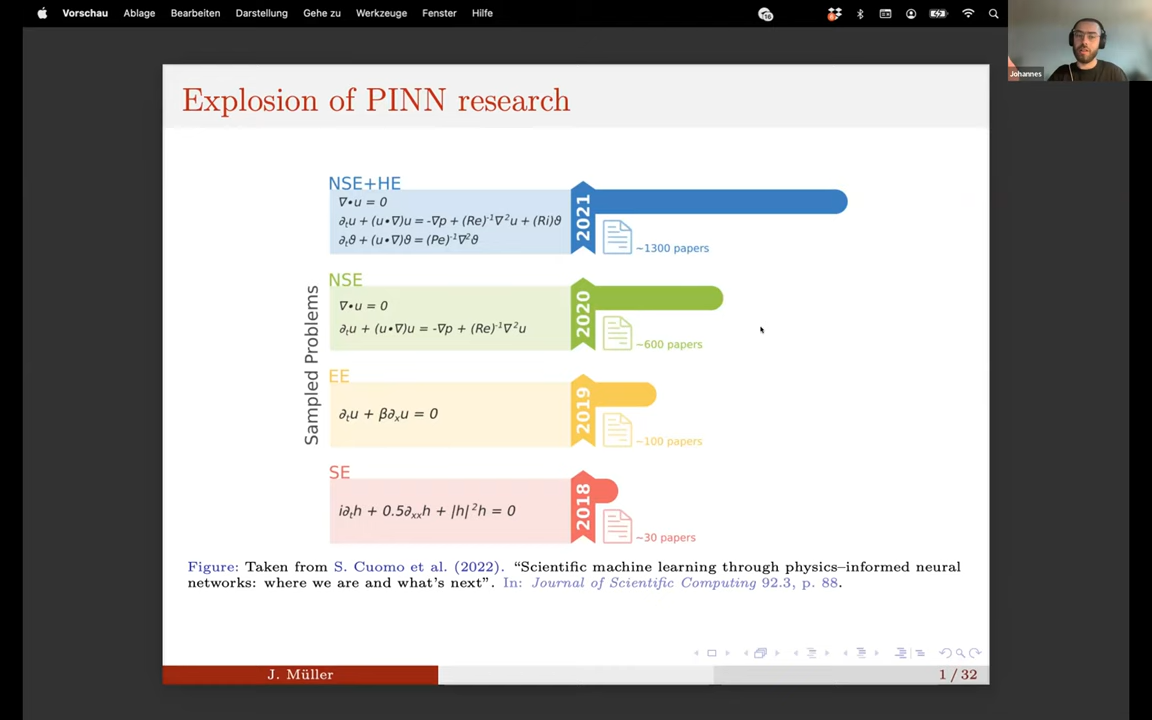 Vorschau Ablage Bearbeiten Darstellung Gehe zu Werkzeuge Fenster Hilfe
Johannes
Explosion of PINN research
Sampled Problems
NSE+HE
∇•u = 0
∂ₜu + (u•∇)u = -∇p + (Re)⁻¹∇²u + (Ri)ϑ
∂ₜϑ + (u•∇)ϑ = (Pe)⁻¹∇²ϑ
2021
~1300 papers
NSE
∇•u = 0
∂ₜu + (u•∇)u = -∇p + (Re)⁻¹∇²u
2020
~600 papers
EE
∂ₜu + β∂ₓu = 0
2019
~100 papers
SE
i∂ₜh + 0.5∂ₓₓh + |h|²h = 0
2018
~30 papers
Figure: Taken from S. Cuomo et al. (2022). “Scientific machine learning through physics–informed neural
networks: where we are and what's next”. In: Journal of Scientific Computing 92.3, p. 88.
J. Müller
1 / 32